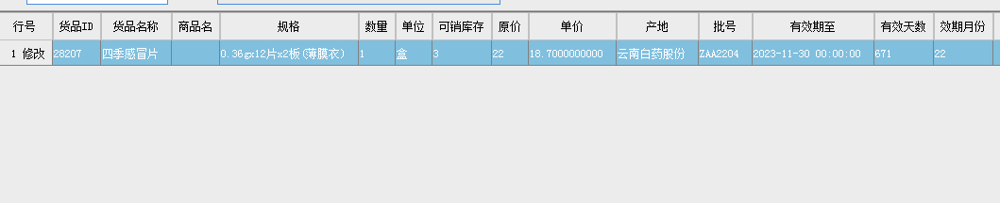 行号 货品ID 货品名称 商品名 规格 数量 单位 可销库存 原价 单价 产地 批号 有效期至 有效天数 效期月份
1 修改 28207 四季感冒片 0.36gx12片x2板(薄膜衣) 1 盒 3 22 18.7000000000 云南白药股份 ZAA2204 2023-11-30 00:00:00 671 22